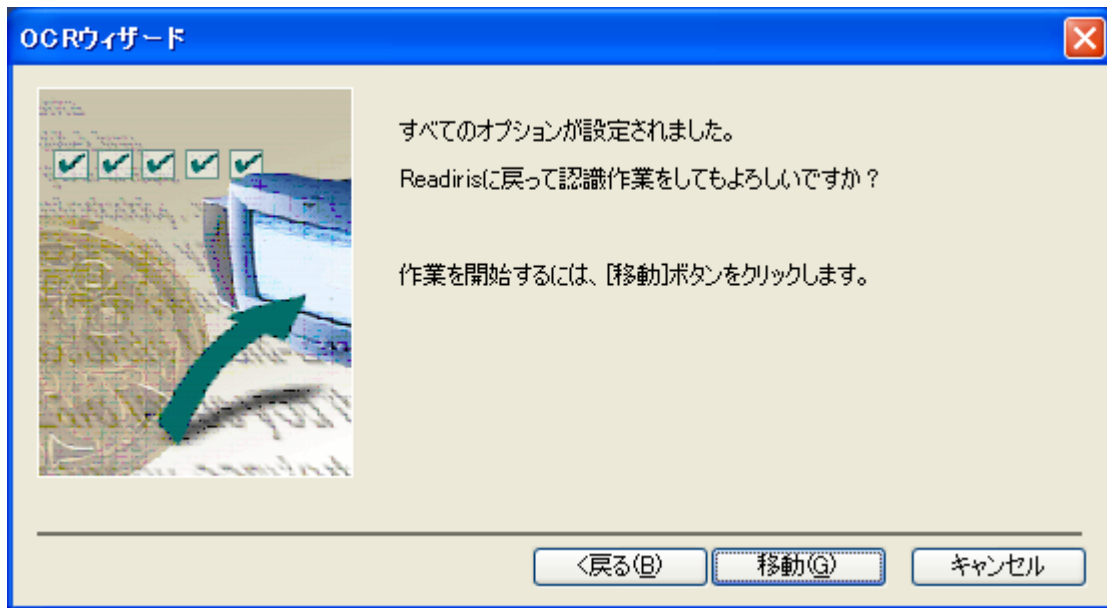 OCRウィザード
すべてのオプションが設定されました。
Readirisに戻って認識作業をしてもよろしいですか？
作業を開始するには、[移動]ボタンをクリックします。
<戻る(B) 移動(G) キャンセル